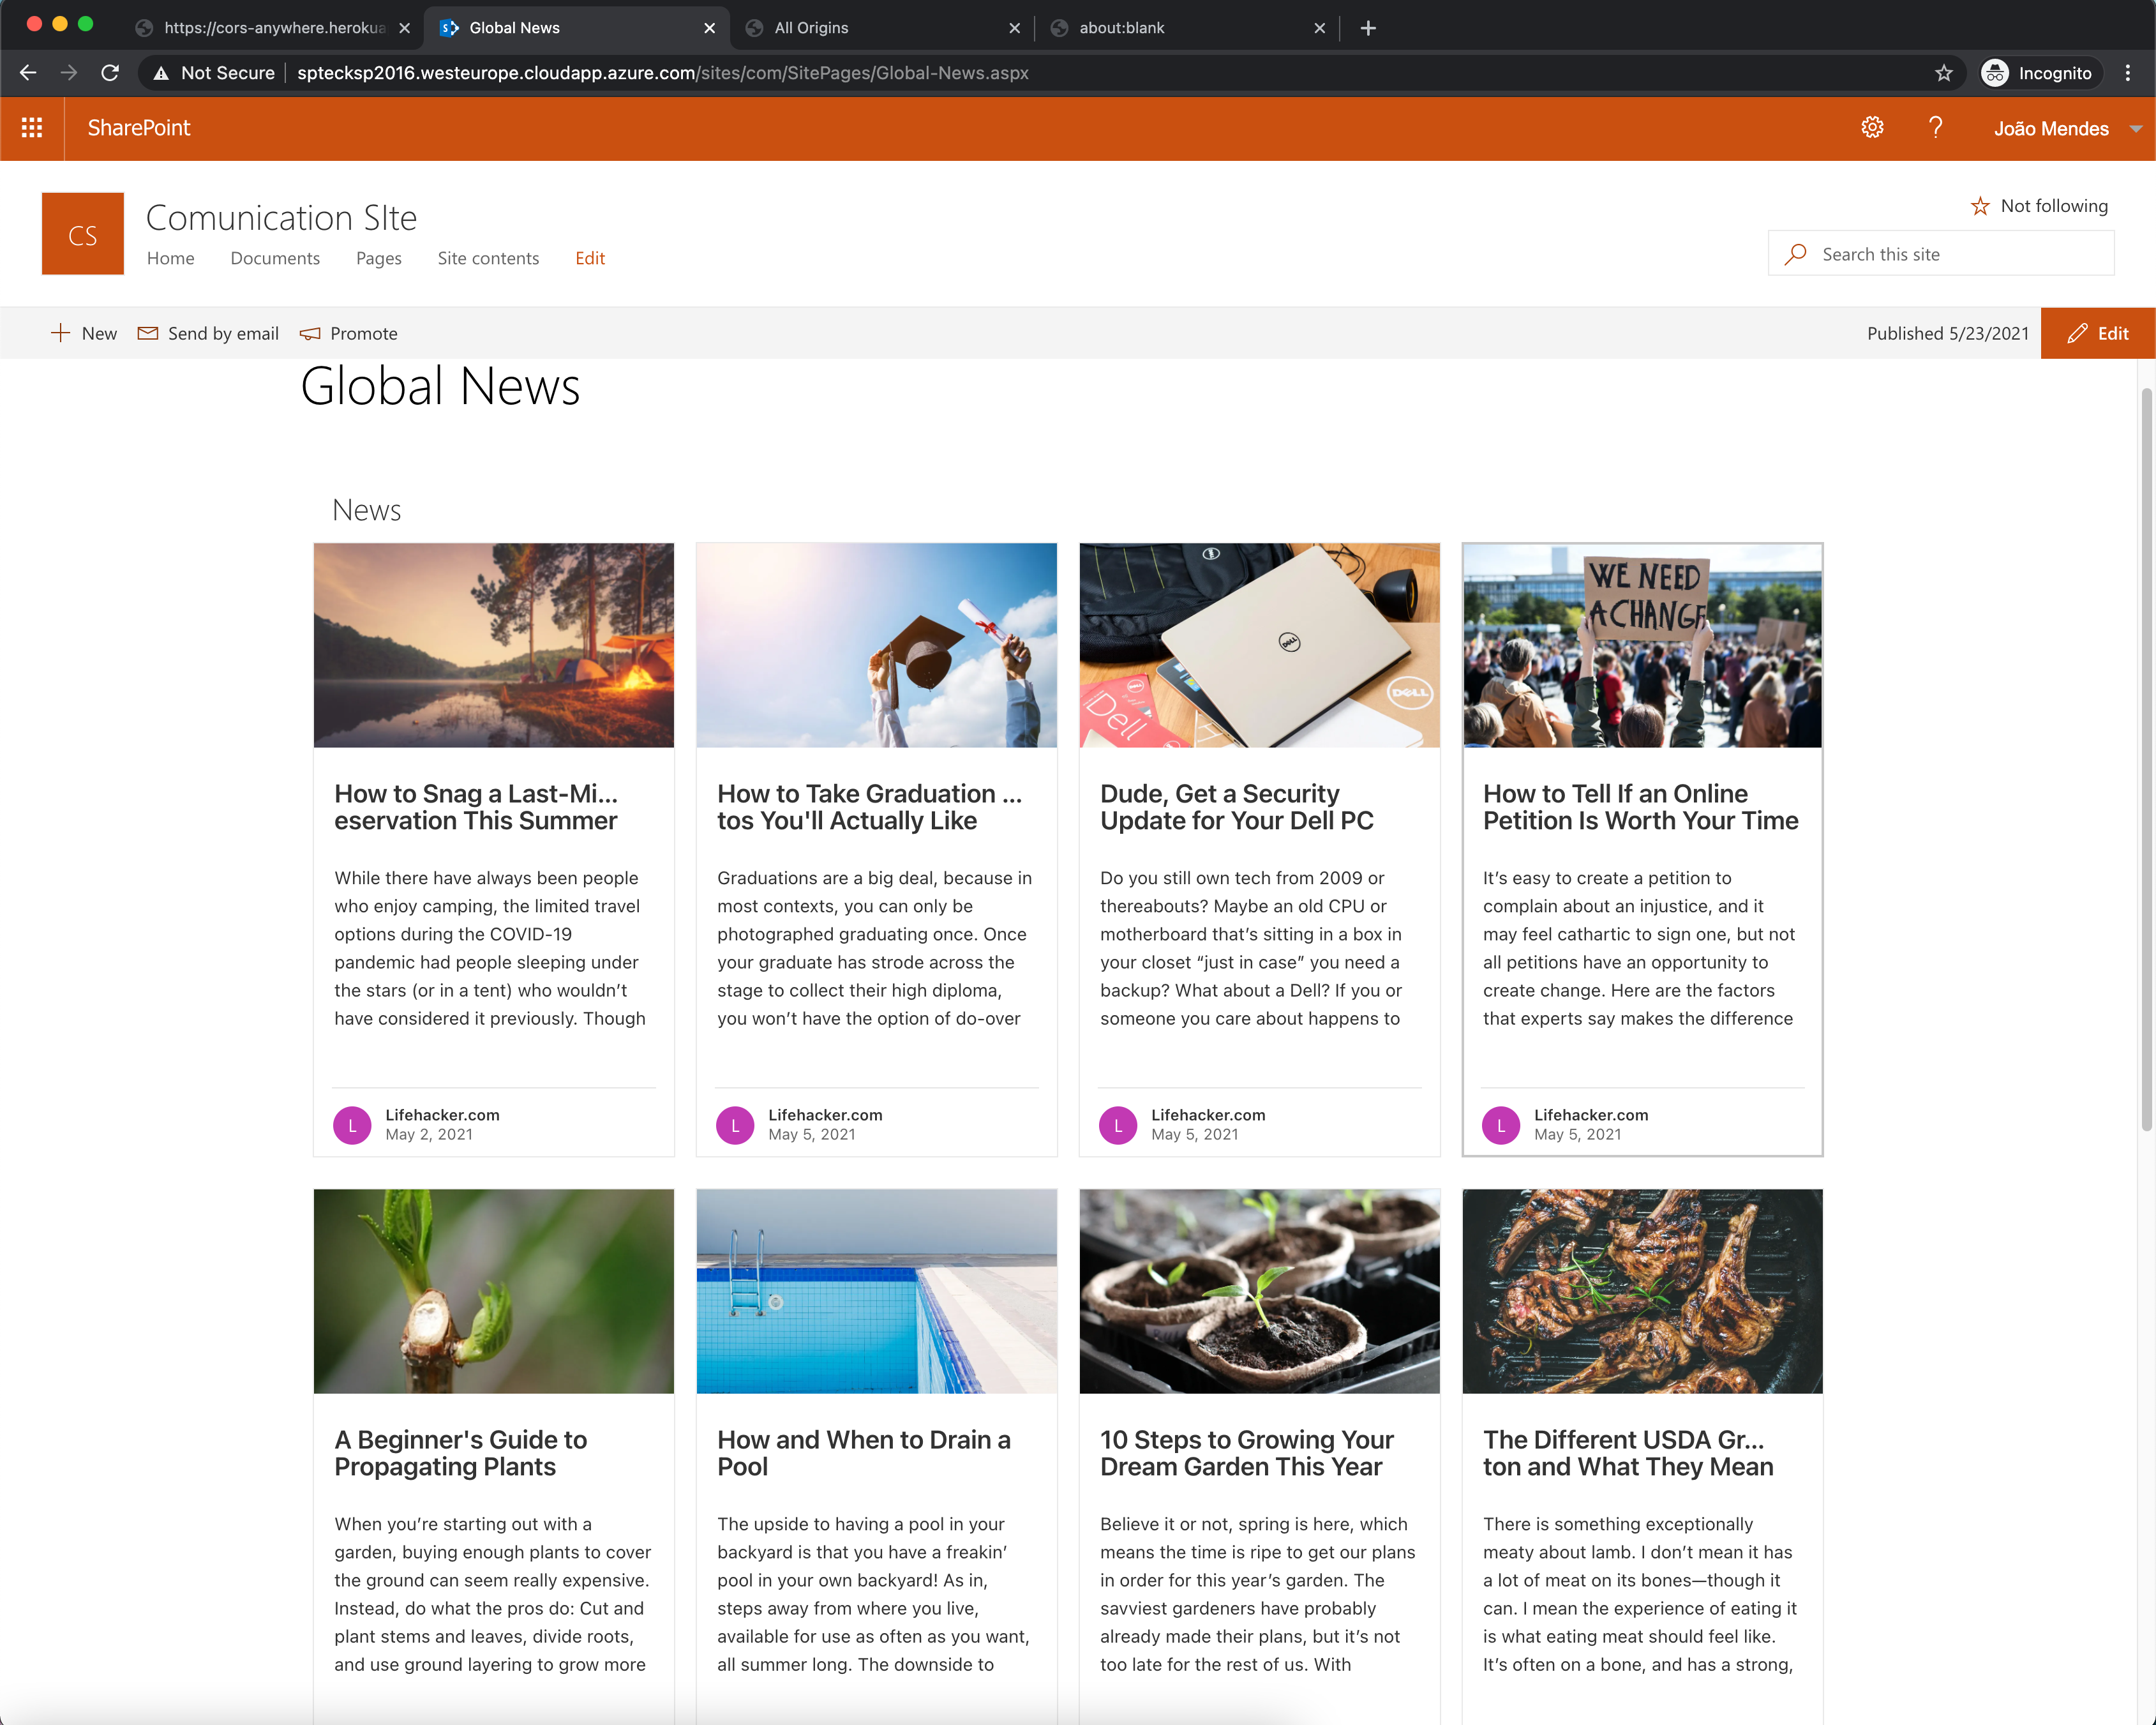 https://cors-anywhere.heroku
Global News
All Origins
about:blank
Not Secure
sptecksp2016.westeurope.cloudapp.azure.com/sites/com/SitePages/Global-News.aspx
Incognito
SharePoint
?
João Mendes
CS
Comunication SIte
Not following
Home Documents Pages Site contents Edit
Search this site
New Send by email Promote
Published 5/23/2021
Edit
Global News
News
WE NEED
A CHANGE
DELL
iDell
DELL
How to Snag a Last-Mi...
eservation This Summer
While there have always been people
who enjoy camping, the limited travel
options during the COVID-19
pandemic had people sleeping under
the stars (or in a tent) who wouldn’t
have considered it previously. Though
L
Lifehacker.com
May 2, 2021
How to Take Graduation ...
tos You'll Actually Like
Graduations are a big deal, because in
most contexts, you can only be
photographed graduating once. Once
your graduate has strode across the
stage to collect their high diploma,
you won’t have the option of do-over
L
Lifehacker.com
May 5, 2021
Dude, Get a Security
Update for Your Dell PC
Do you still own tech from 2009 or
thereabouts? Maybe an old CPU or
motherboard that’s sitting in a box in
your closet “just in case” you need a
backup? What about a Dell? If you or
someone you care about happens to
L
Lifehacker.com
May 5, 2021
How to Tell If an Online
Petition Is Worth Your Time
It’s easy to create a petition to
complain about an injustice, and it
may feel cathartic to sign one, but not
all petitions have an opportunity to
create change. Here are the factors
that experts say makes the difference
L
Lifehacker.com
May 5, 2021
A Beginner's Guide to
Propagating Plants
When you’re starting out with a
garden, buying enough plants to cover
the ground can seem really expensive.
Instead, do what the pros do: Cut and
plant stems and leaves, divide roots,
and use ground layering to grow more
How and When to Drain a
Pool
The upside to having a pool in your
backyard is that you have a freakin’
pool in your own backyard! As in,
steps away from where you live,
available for use as often as you want,
all summer long. The downside to
10 Steps to Growing Your
Dream Garden This Year
Believe it or not, spring is here, which
means the time is ripe to get our plans
in order for this year’s garden. The
savviest gardeners have probably
already made their plans, but it’s not
too late for the rest of us. With
The Different USDA Gr...
ton and What They Mean
There is something exceptionally
meaty about lamb. I don’t mean it has
a lot of meat on its bones—though it
can. I mean the experience of eating it
is what eating meat should feel like.
It’s often on a bone, and has a strong,